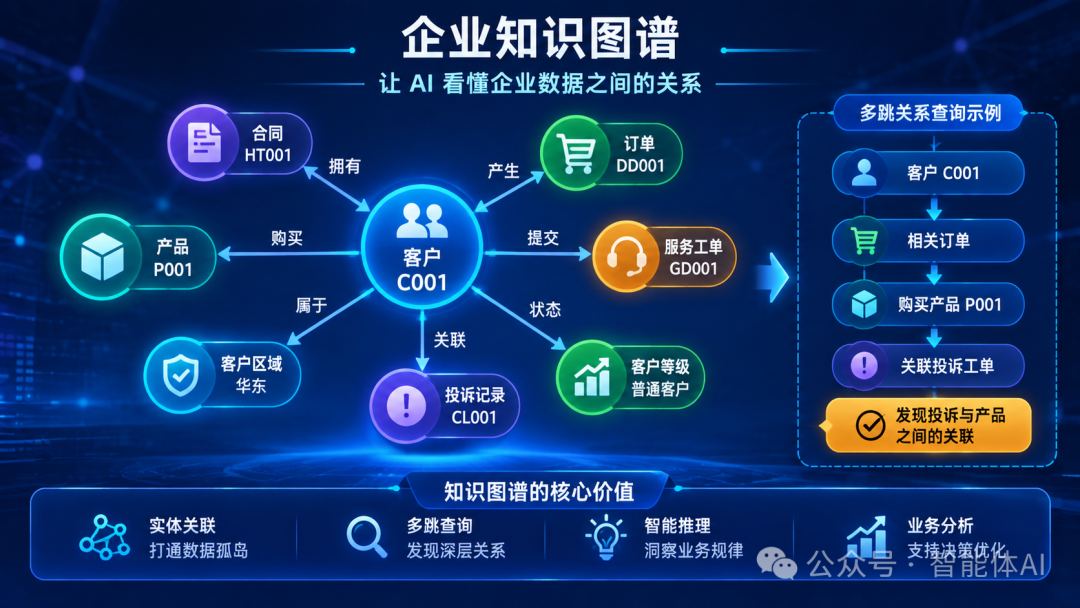 企业知识图谱
让 AI 看懂企业数据之间的关系
合同
HT001
拥有
订单
DD001
产生
产品
P001
购买
客户
C001
提交
服务工单
GD001
属于
客户区域
华东
关联
投诉记录
CL001
状态
客户等级
普通客户
多跳关系查询示例
客户 C001
相关订单
购买产品 P001
关联投诉工单
发现投诉与产品
之间的关联
知识图谱的核心价值
实体关联
打通数据孤岛
多跳查询
发现深层关系
智能推理
洞察业务规律
业务分析
支持决策优化
公众号 · 智能体AI